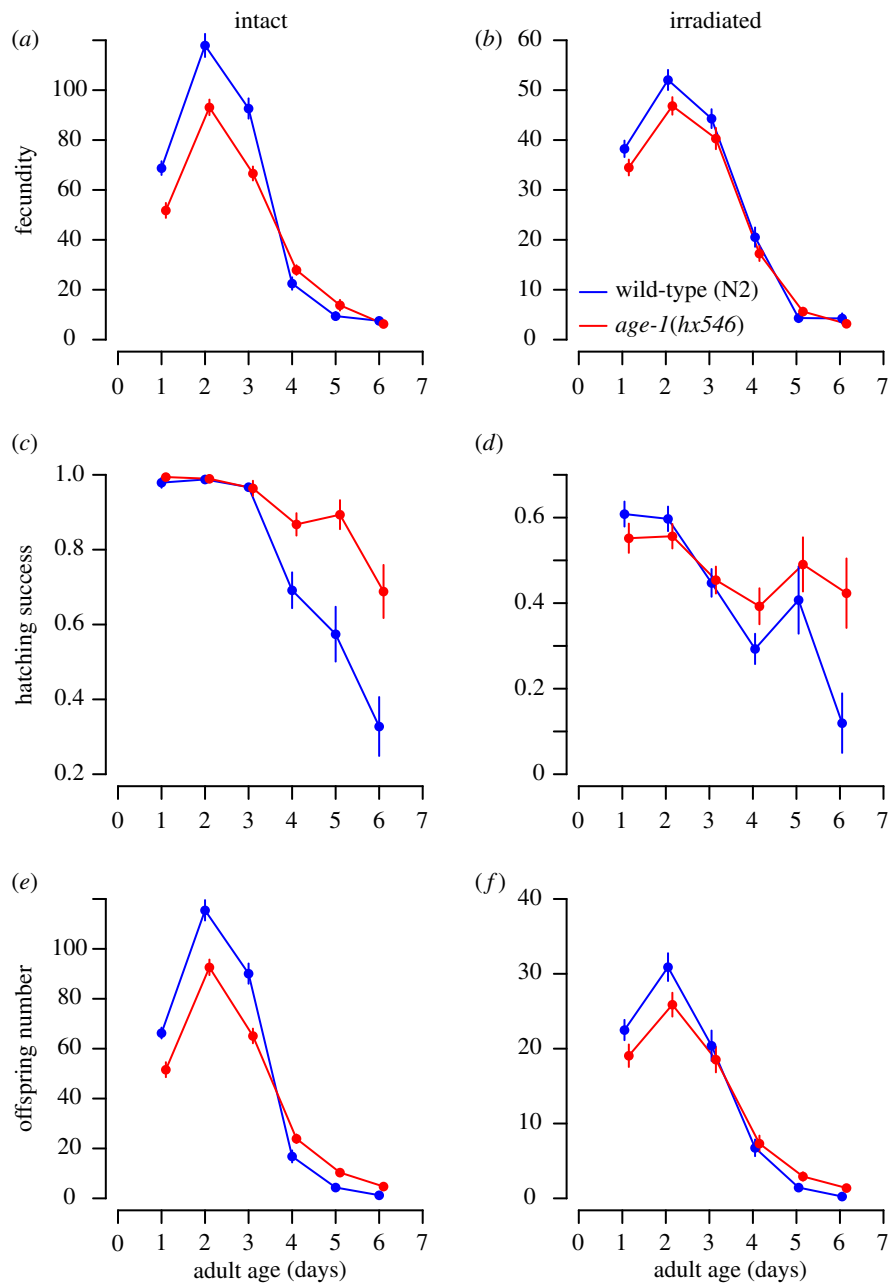 intact
irradiated
(a)
(b)
fecundity
100
80
60
40
20
0
0 1 2 3 4 5 6 7
60
50
40
30
20
10
0
wild-type (N2)
age-1(hx546)
0 1 2 3 4 5 6 7
(c)
(d)
hatching success
1.0
0.8
0.6
0.4
0.2
0 1 2 3 4 5 6 7
0.6
0.4
0.2
0
0 1 2 3 4 5 6 7
(e)
(f)
offspring number
100
80
60
40
20
0
0 1 2 3 4 5 6 7
adult age (days)
40
30
20
10
0
0 1 2 3 4 5 6 7
adult age (days)